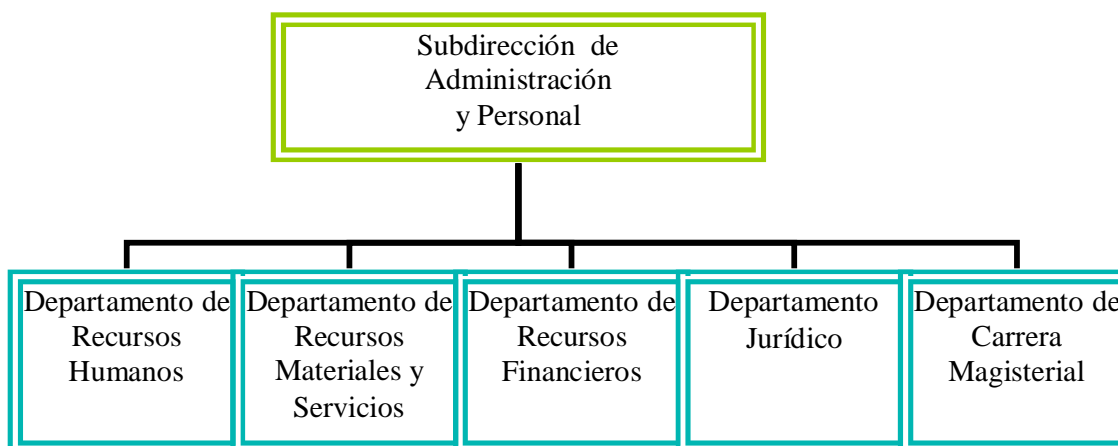 Subdirección de
Administración
y Personal
Departamento de
Recursos
Humanos
Departamento de
Recursos
Materiales y
Servicios
Departamento de
Recursos
Financieros
Departamento
Jurídico
Departamento de
Carrera
Magisterial